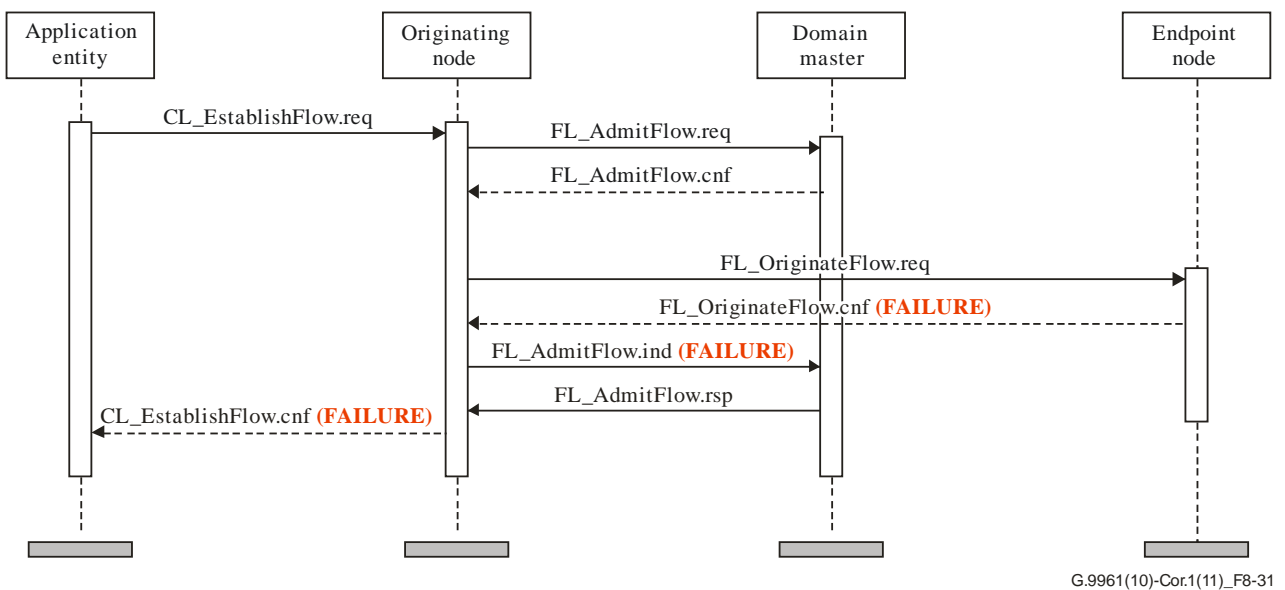 Application
entity
Originating
node
Domain
master
Endpoint
node
CL_EstablishFlow.req
FL_AdmitFlow.req
FL_AdmitFlow.cnf
FL_OriginateFlow.req
FL_OriginateFlow.cnf (FAILURE)
FL_AdmitFlow.ind (FAILURE)
FL_AdmitFlow.rsp
CL_EstablishFlow.cnf (FAILURE)
G.9961(10)-Cor.1(11)_F8-31